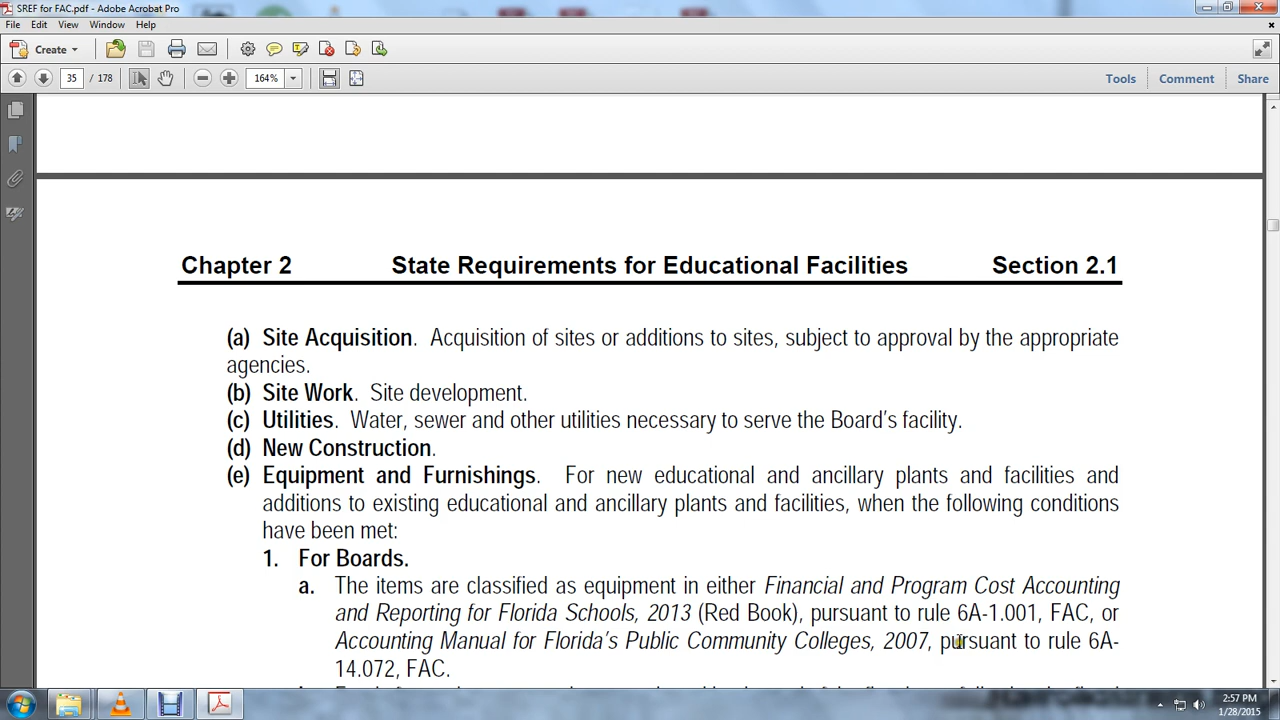 SREF for FAC.pdf - Adobe Acrobat Pro
File Edit View Window Help
Create
35 / 178 164% Tools Comment Share
Chapter 2 State Requirements for Educational Facilities Section 2.1
(a) Site Acquisition. Acquisition of sites or additions to sites, subject to approval by the appropriate
agencies.
(b) Site Work. Site development.
(c) Utilities. Water, sewer and other utilities necessary to serve the Board's facility.
(d) New Construction.
(e) Equipment and Furnishings. For new educational and ancillary plants and facilities and
additions to existing educational and ancillary plants and facilities, when the following conditions
have been met:
1. For Boards.
a. The items are classified as equipment in either Financial and Program Cost Accounting
and Reporting for Florida Schools, 2013 (Red Book), pursuant to rule 6A-1.001, FAC, or
Accounting Manual for Florida's Public Community Colleges, 2007, pursuant to rule 6A-
14.072, FAC.
2:57 PM
1/28/2015